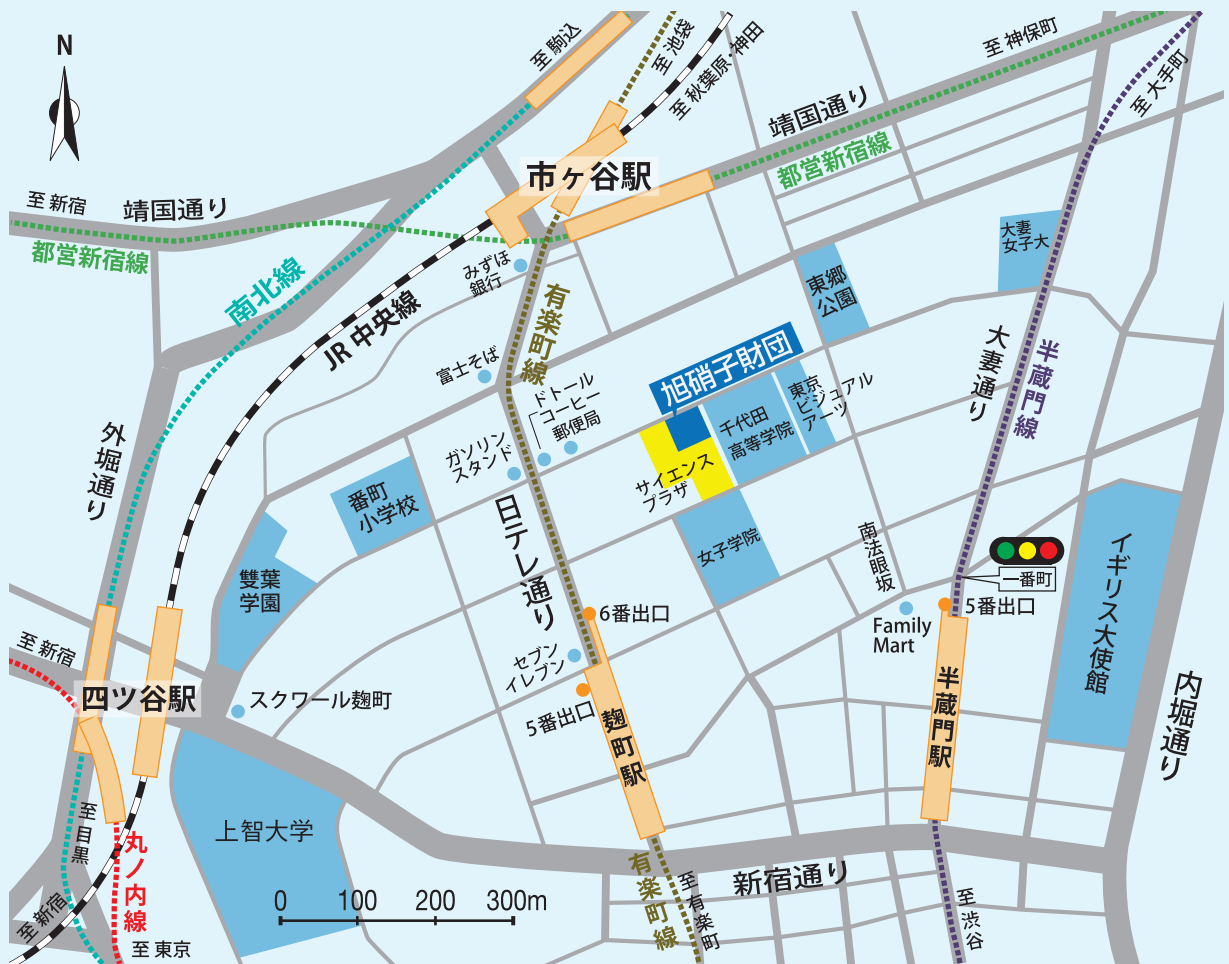 N
至 駒込
至 池袋
至 秋葉原・神田
至 神保町
至 大手町
靖国通り
都営新宿線
市ヶ谷駅
至 新宿
靖国通り
都営新宿線
南北線
JR 中央線
みずほ
銀行
有楽町線
大妻
女子大
東郷
公園
大妻通り
半蔵門線
富士そば
ドトール
コーヒー
郵便局
ガソリン
スタンド
旭硝子財団
千代田
高等学院
東京
ビジュアル
アーツ
サイエンス
プラザ
女子学院
外堀通り
番町
小学校
日テレ通り
雙葉
学園
南法眼坂
一番町
イギリス大使館
6番出口
5番出口
Family
Mart
セブン
イレブン
5番出口
至 新宿
四ツ谷駅
スクワール麹町
麹町駅
半蔵門駅
内堀通り
上智大学
至 目黒
丸ノ内線
至 新宿
至 東京
0 100 200 300m
新宿通り
有楽町線
至 有楽町
至 渋谷